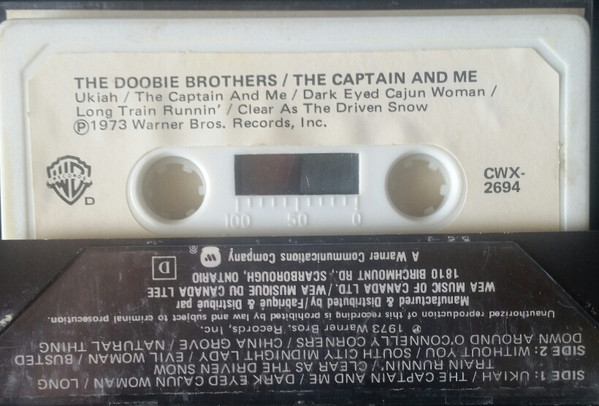 THE DOOBIE BROTHERS / THE CAPTAIN AND ME
Ukiah / The Captain And Me / Dark Eyed Cajun Woman /
Long Train Runnin' / Clear As The Driven Snow
Ⓟ1973 Warner Bros. Records, Inc.
RECORDS
D
CWX-
2694
100 50 0
SIDE 1: UKIAH / THE CAPTAIN AND ME / DARK EYED CAJUN WOMAN / LONG
TRAIN RUNNIN' / CLEAR AS THE DRIVEN SNOW
SIDE 2: WITHOUT YOU / SOUTH CITY MIDNIGHT LADY / EVIL WOMAN / BUSTED
DOWN AROUND O'CONNELLY CORNERS / CHINA GROVE / NATURAL THING
Ⓟ 1973 Warner Bros. Records, Inc.
Unauthorized reproduction of this recording is prohibited by law and subject to criminal prosecution.
Manufactured & Distributed by/Fabriqué & Distribué par
WEA MUSIC OF CANADA LTD./WEA MUSIQUE DU CANADA LTEE
1810 BIRCHMOUNT RD., SCARBOROUGH, ONTARIO
A Warner Communications Company
D